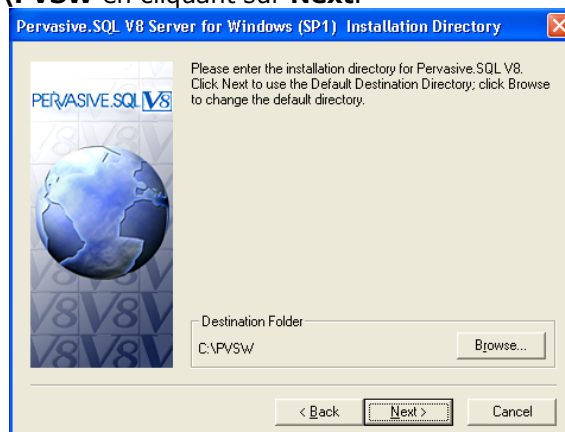 \PVSW en cliquant sur Next.
Pervasive.SQL V8 Server for Windows (SP1) Installation Directory
Please enter the installation directory for Pervasive.SQL V8.
Click Next to use the Default Destination Directory; click Browse
to change the default directory.
PERVASIVE.SQL V8
Destination Folder
C:\PVSW
Browse...
< Back
Next >
Cancel